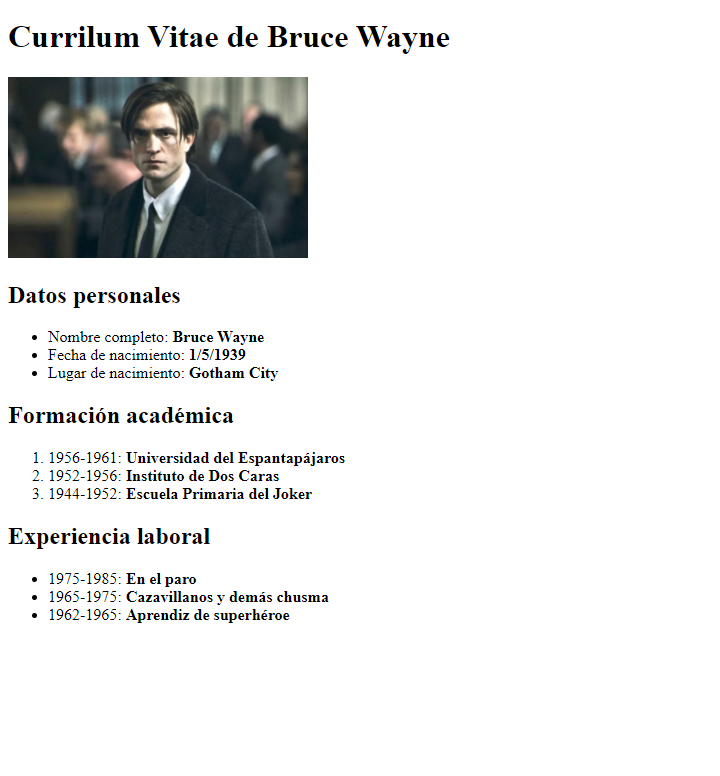 Currilum Vitae de Bruce Wayne
Datos personales
Nombre completo: Bruce Wayne
Fecha de nacimiento: 1/5/1939
Lugar de nacimiento: Gotham City
Formación académica
1. 1956-1961: Universidad del Espantapájaros
2. 1952-1956: Instituto de Dos Caras
3. 1944-1952: Escuela Primaria del Joker
Experiencia laboral
1975-1985: En el paro
1965-1975: Cazavillanos y demás chusma
1962-1965: Aprendiz de superhéroe